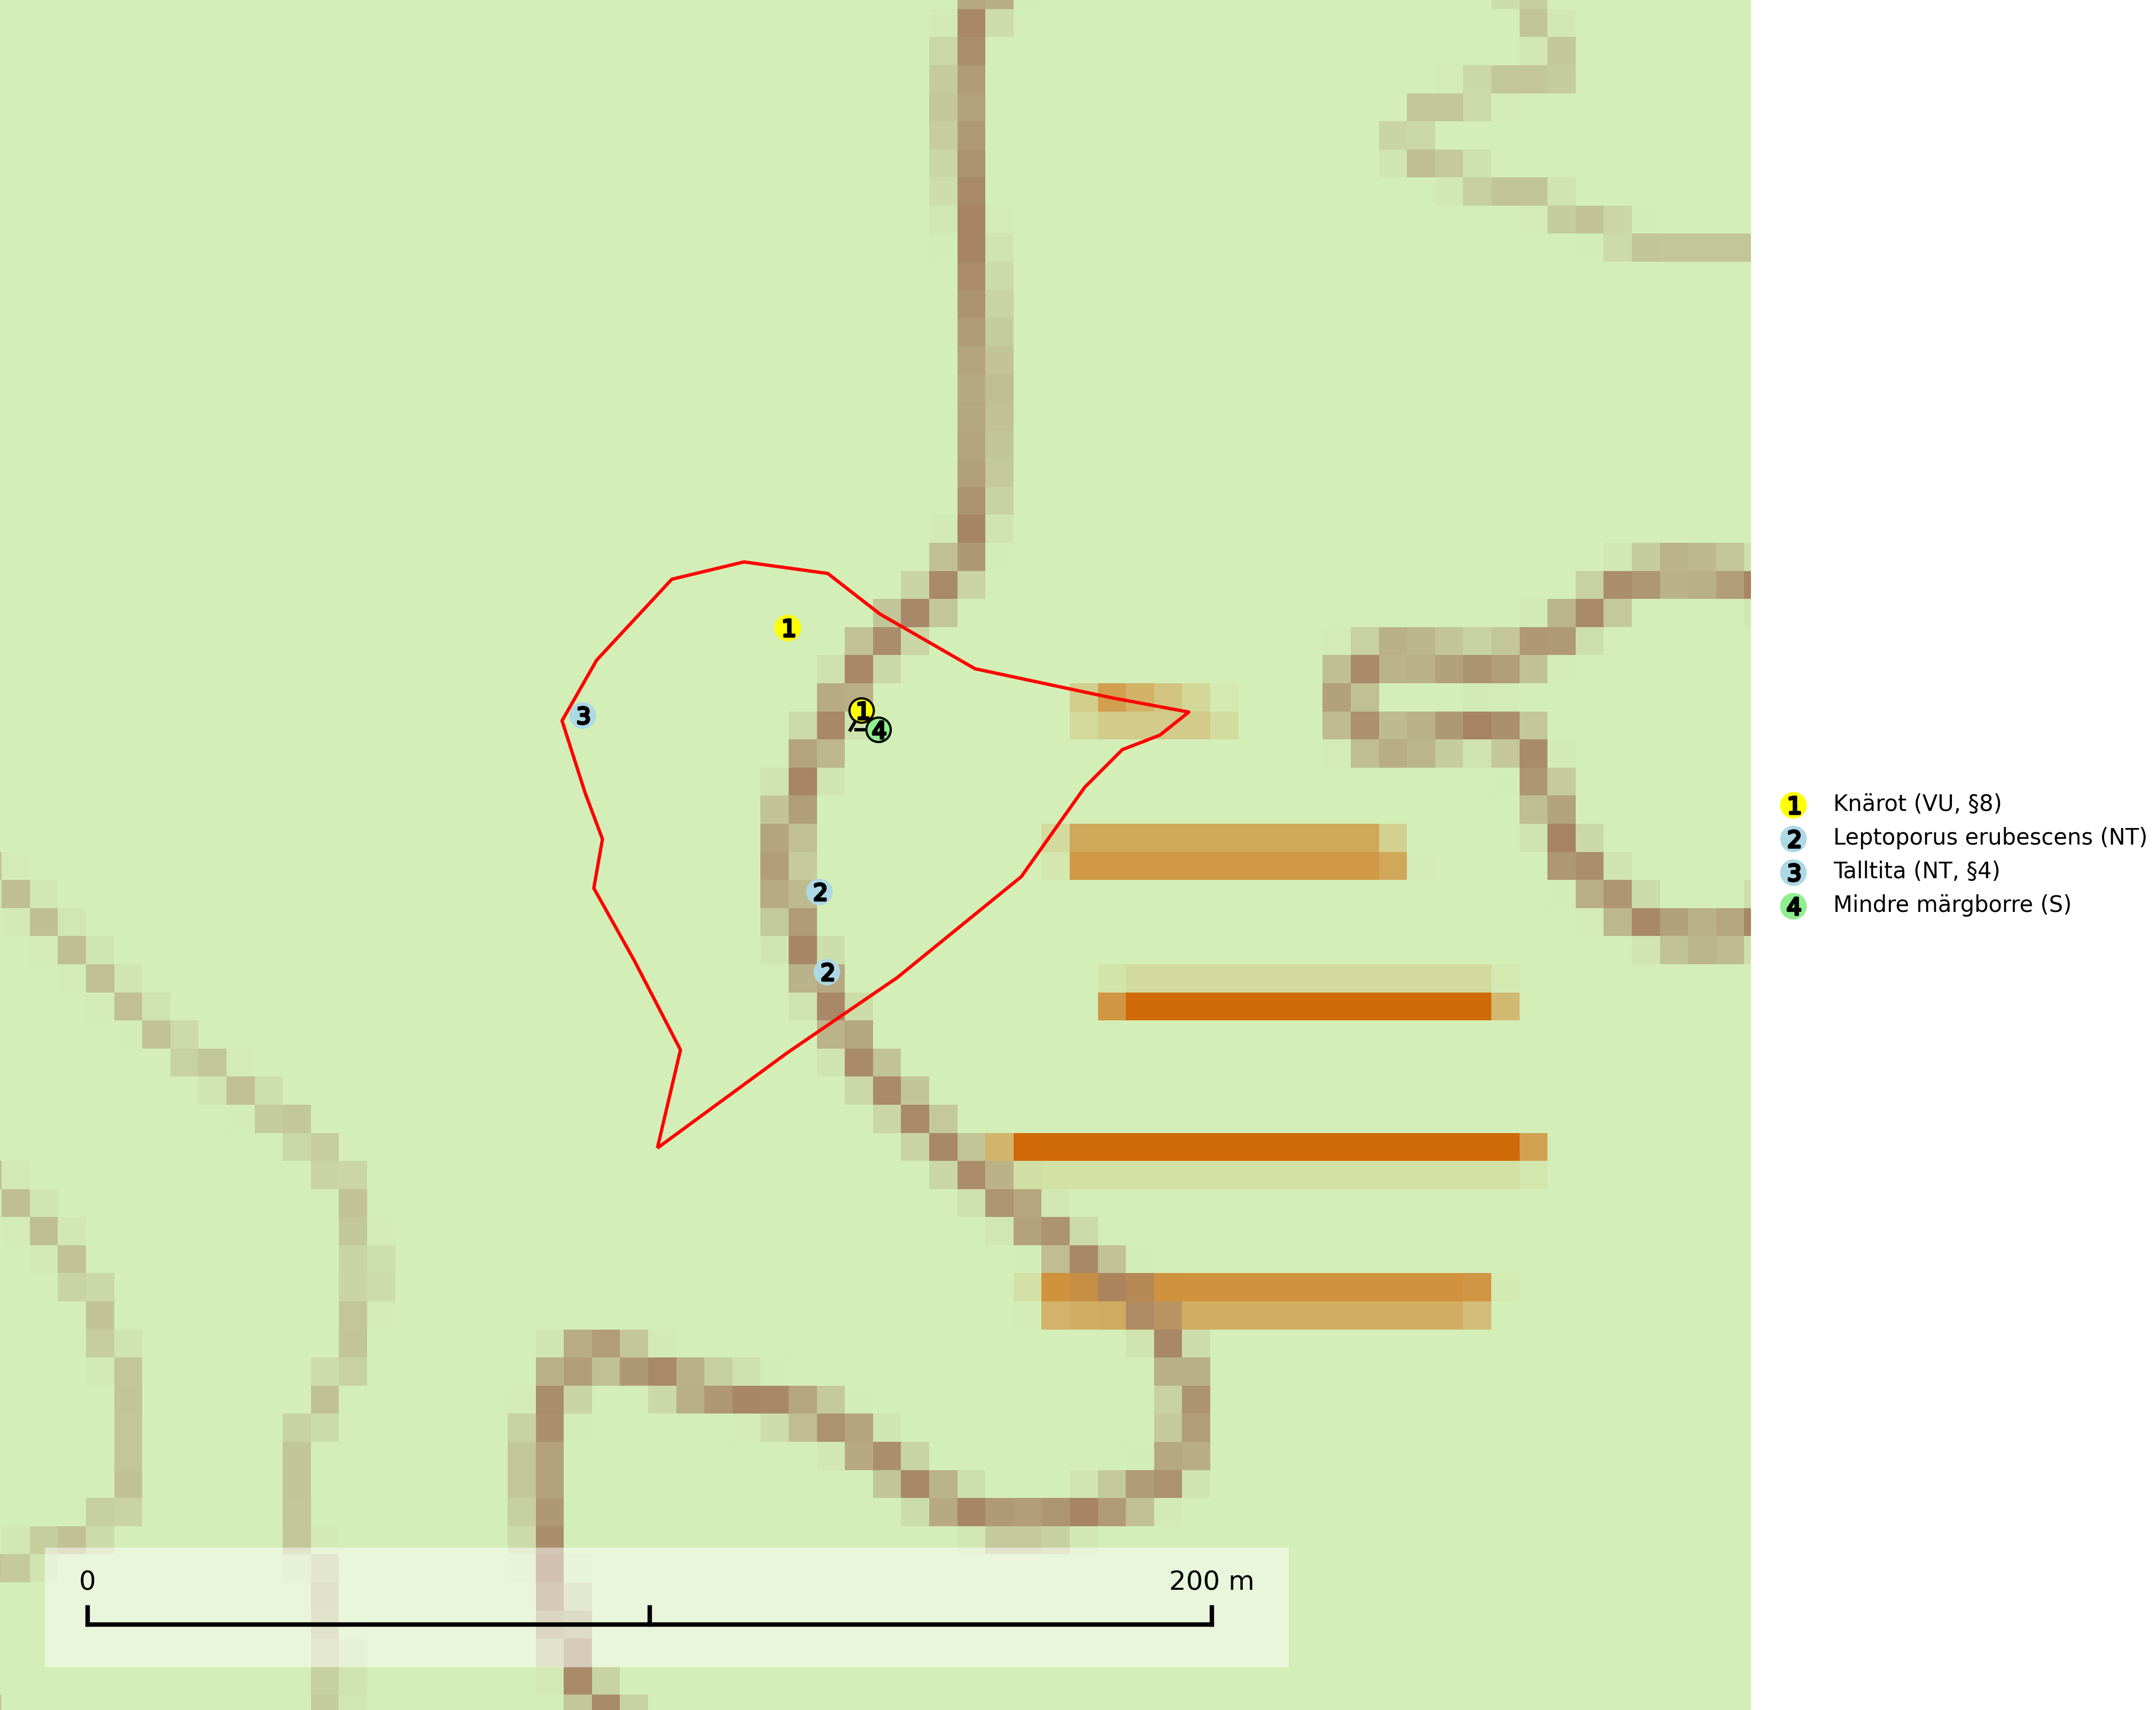 1
1
4
3
2
2
1 Knärot (VU, §8)
2 Leptoporus erubescens (NT)
3 Talltita (NT, §4)
4 Mindre märgborre (S)
0 200 m